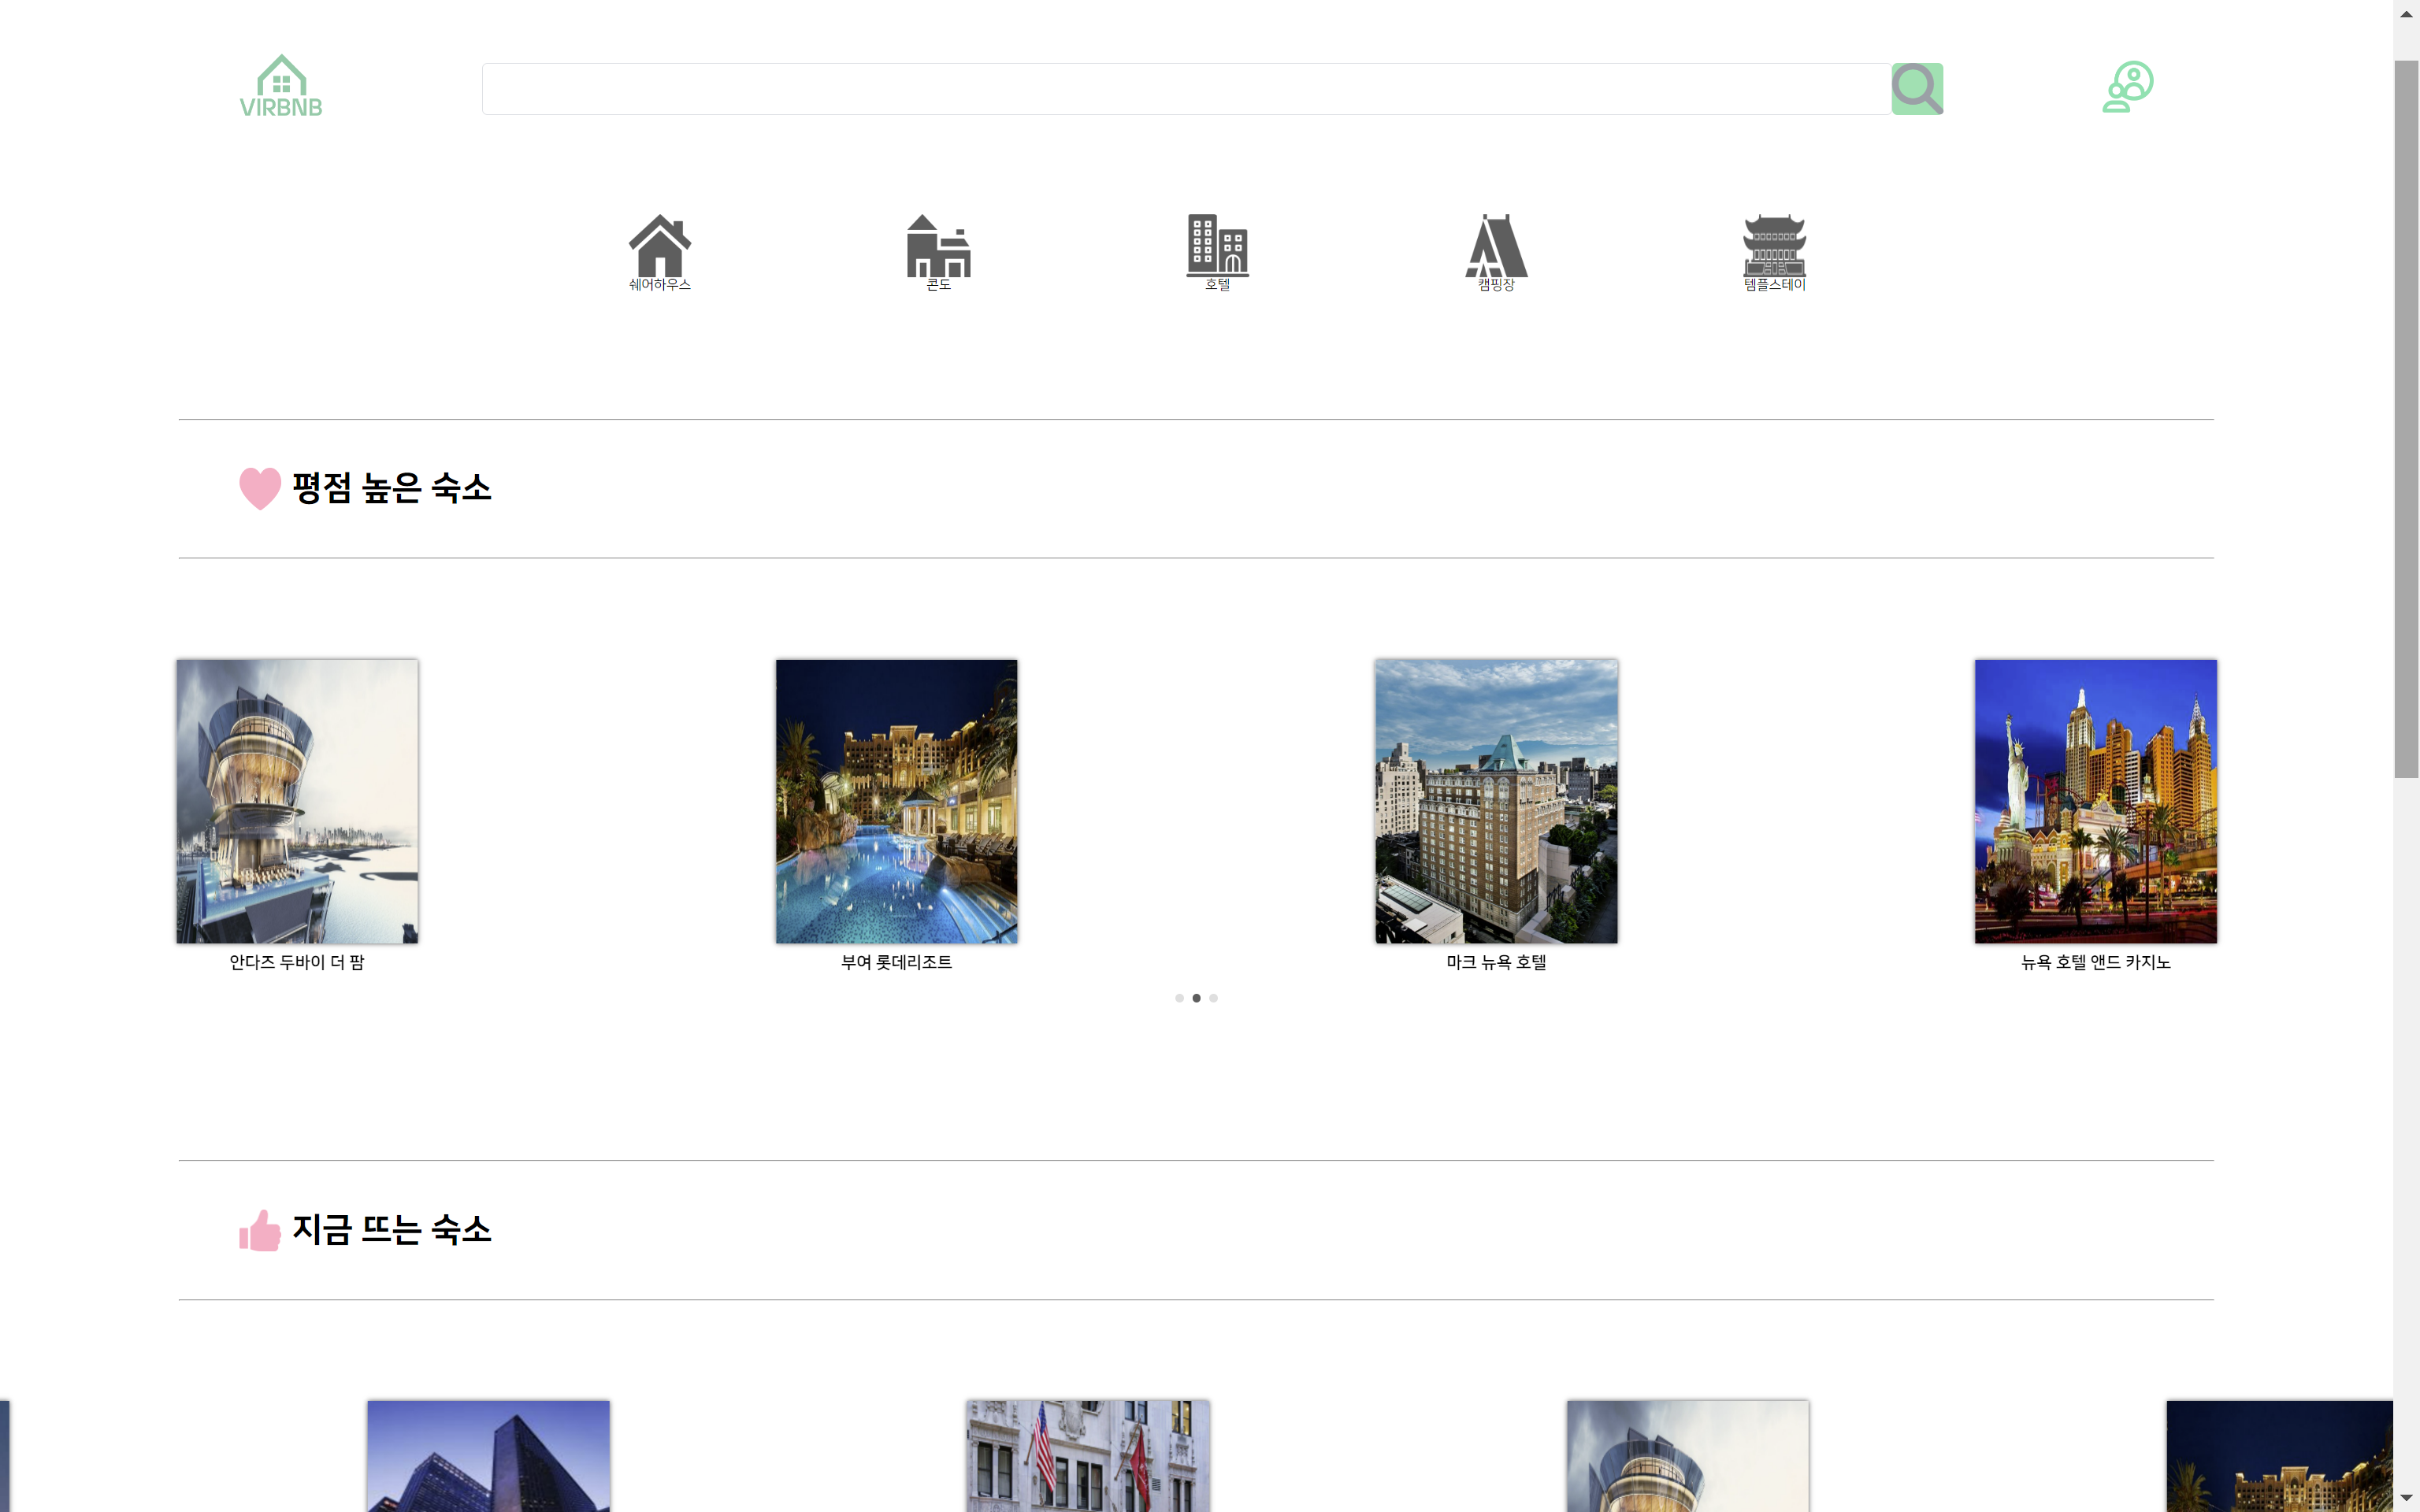 VIRBNB
쉐어하우스
콘도
호텔
캠핑장
템플스테이
평점 높은 숙소
안다즈 두바이 더 팜
부여 롯데리조트
마크 뉴욕 호텔
뉴욕 호텔 앤드 카지노
지금 뜨는 숙소